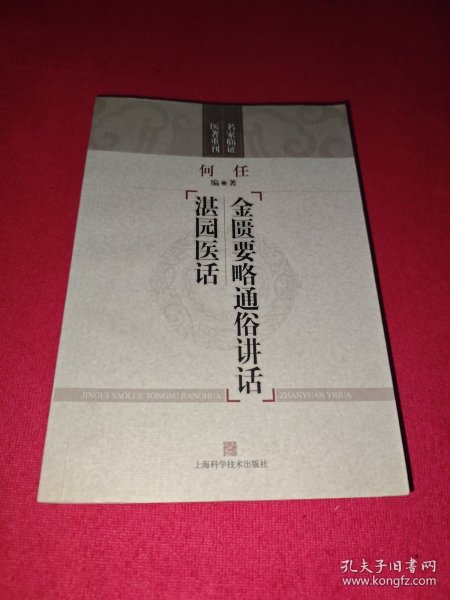 名家临证
医著重刊
何 任
编著
金匮要略通俗讲话
湛园医话
JINGUI YAOLUE TONGSU JIANGHUA
ZHANYUAN YIHUA
上海科学技术出版社
孔夫子旧书网
www.kongfz.com